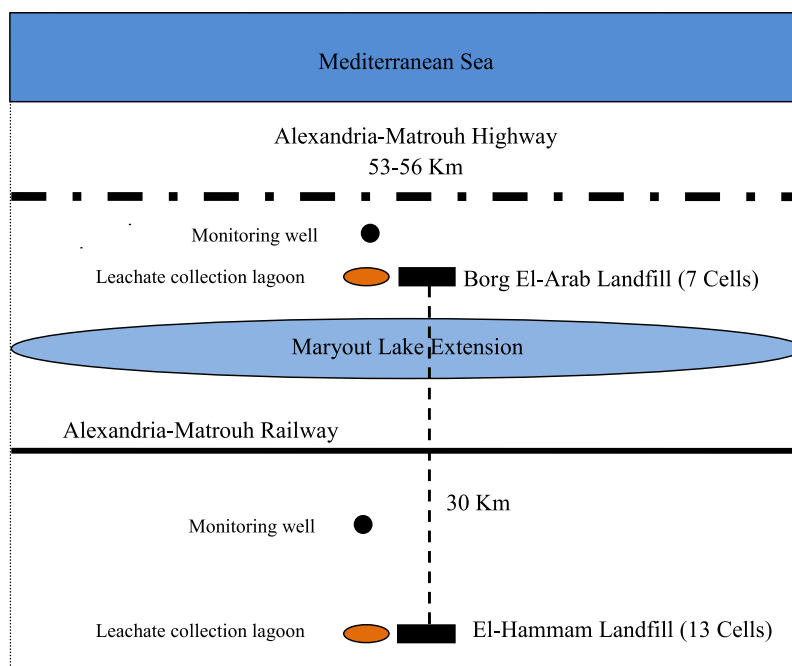 Mediterranean Sea
Alexandria-Matrouh Highway
53-56 Km
Monitoring well
Leachate collection lagoon
Borg El-Arab Landfill (7 Cells)
Maryout Lake Extension
Alexandria-Matrouh Railway
30 Km
Monitoring well
Leachate collection lagoon
El-Hammam Landfill (13 Cells)